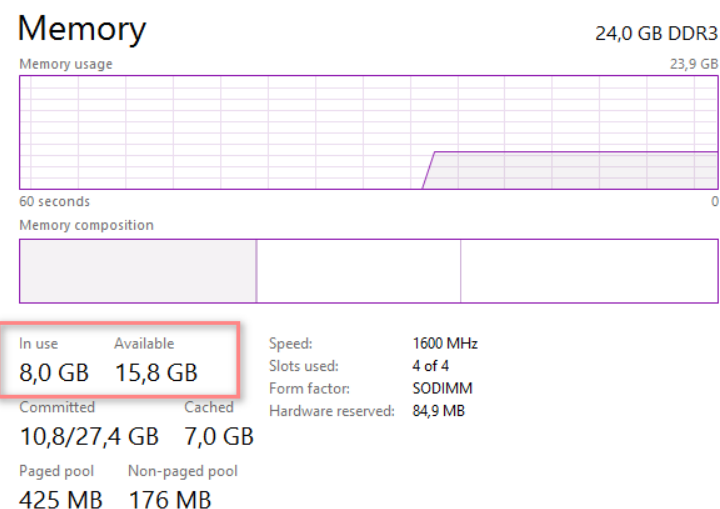 Memory 24,0 GB DDR3
Memory usage 23,9 GB
60 seconds 0
Memory composition
In use Available
8,0 GB 15,8 GB
Committed Cached
10,8/27,4 GB 7,0 GB
Paged pool Non-paged pool
425 MB 176 MB
Speed: 1600 MHz
Slots used: 4 of 4
Form factor: SODIMM
Hardware reserved: 84,9 MB